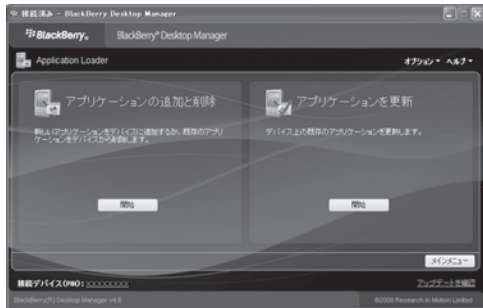 接続済み - BlackBerry Desktop Manager
BlackBerry® BlackBerry® Desktop Manager
Application Loader オプション ヘルプ
アプリケーションの追加と削除
新しいアプリケーションをデバイスに追加するか、既存のアプリ
ケーションをデバイスから削除します。
開始
アプリケーションを更新
デバイス上の既存のアプリケーションを更新します。
開始
メインメニュー
接続デバイス(PIN): XXXXXXXX アップデートを確認
BlackBerry(R) Desktop Manager v4.6 ©2008 Research In Motion Limited